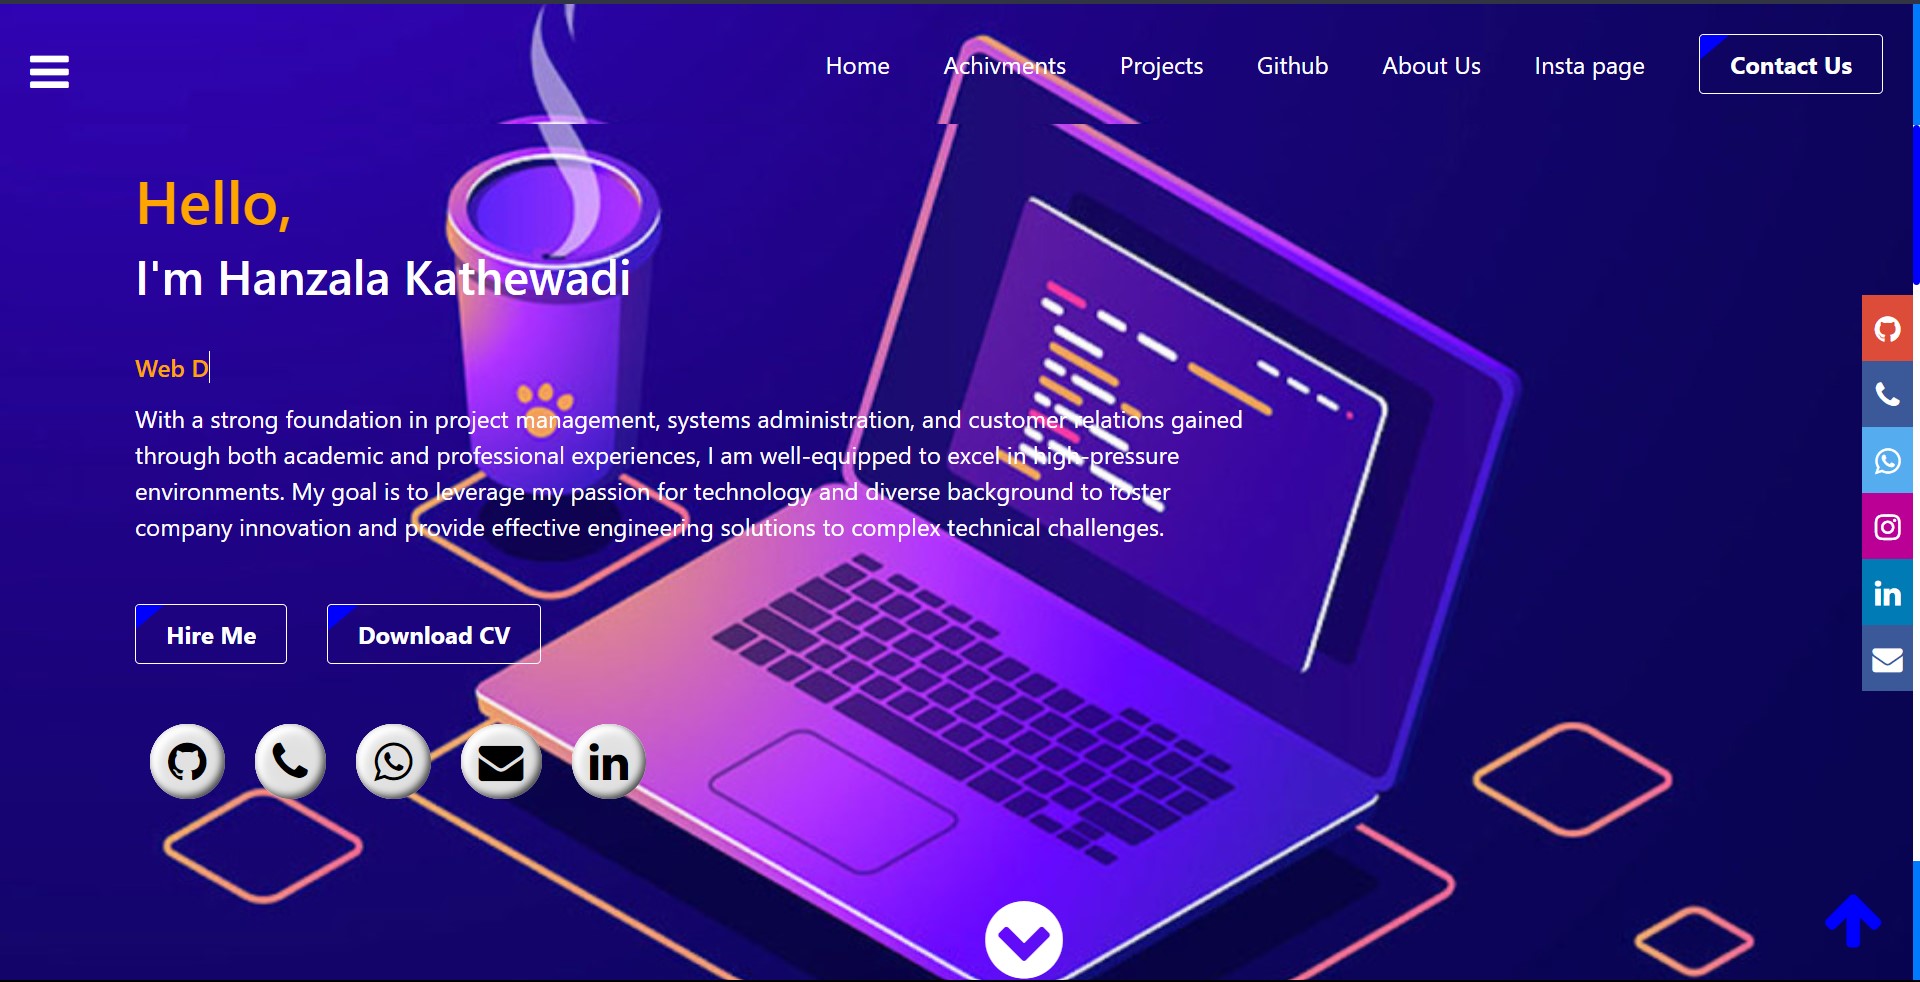 Home Achivments Projects Github About Us Insta page Contact Us
Hello,
I'm Hanzala Kathewadi
Web D
With a strong foundation in project management, systems administration, and customer relations gained
through both academic and professional experiences, I am well-equipped to excel in high-pressure
environments. My goal is to leverage my passion for technology and diverse background to foster
company innovation and provide effective engineering solutions to complex technical challenges.
Hire Me Download CV